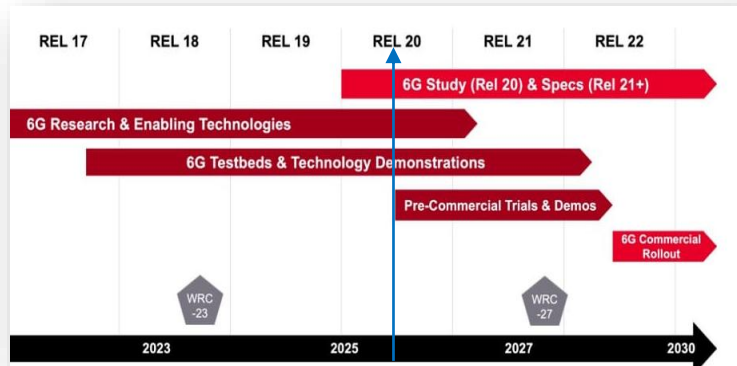 REL 17 REL 18 REL 19 REL 20 REL 21 REL 22
6G Study (Rel 20) & Specs (Rel 21+)
6G Research & Enabling Technologies
6G Testbeds & Technology Demonstrations
Pre-Commercial Trials & Demos
6G Commercial
Rollout
WRC
-23
WRC
-27
2023 2025 2027 2030